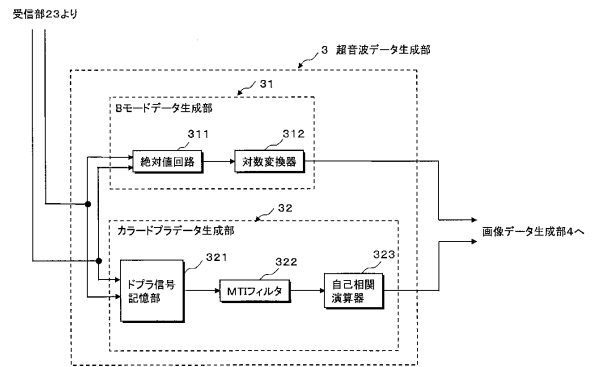 受信部23より
3 超音波データ生成部
31
Bモードデータ生成部
311
312
絶対値回路
対数変換器
32
カラードプラデータ生成部
画像データ生成部4へ
321
322
323
ドプラ信号
記憶部
MTIフィルタ
自己相関
演算器